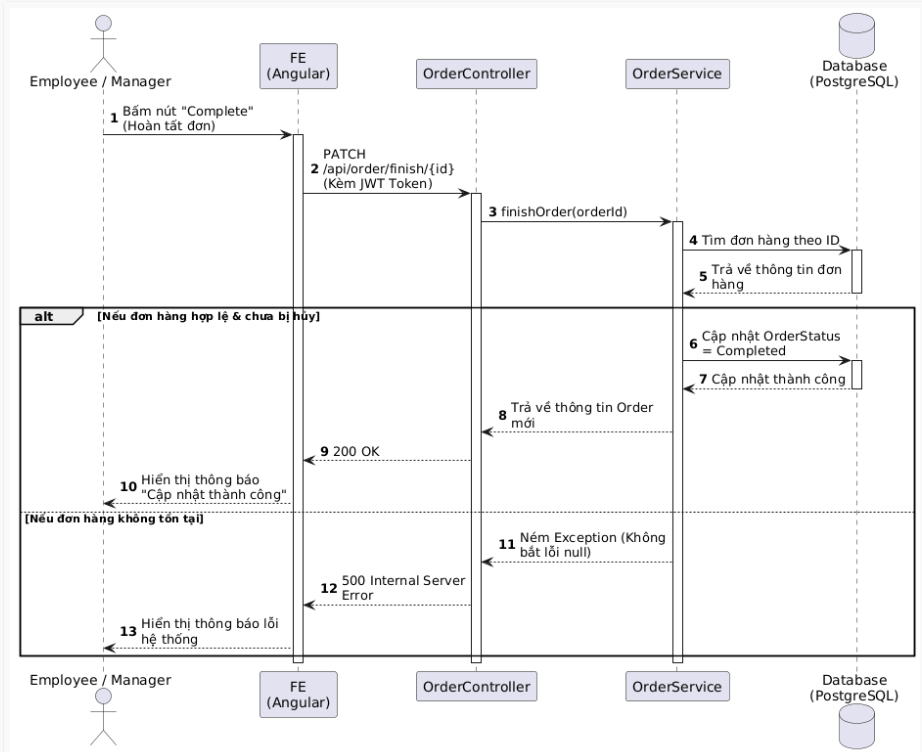 Employee / Manager
FE
(Angular)
OrderController
OrderService
Database
(PostgreSQL)
1 Bấm nút "Complete"
(Hoàn tất đơn)
2 PATCH
/api/order/finish/{id}
(Kèm JWT Token)
3 finishOrder(orderId)
4 Tìm đơn hàng theo ID
5 Trả về thông tin đơn
hàng
alt [Nếu đơn hàng hợp lệ & chưa bị hủy]
6 Cập nhật OrderStatus
= Completed
7 Cập nhật thành công
8 Trả về thông tin Order
mới
9 200 OK
10 Hiển thị thông báo
"Cập nhật thành công"
[Nếu đơn hàng không tồn tại]
11 Ném Exception (Không
bắt lỗi null)
12 500 Internal Server
Error
13 Hiển thị thông báo lỗi
hệ thống
Employee / Manager
FE
(Angular)
OrderController
OrderService
Database
(PostgreSQL)